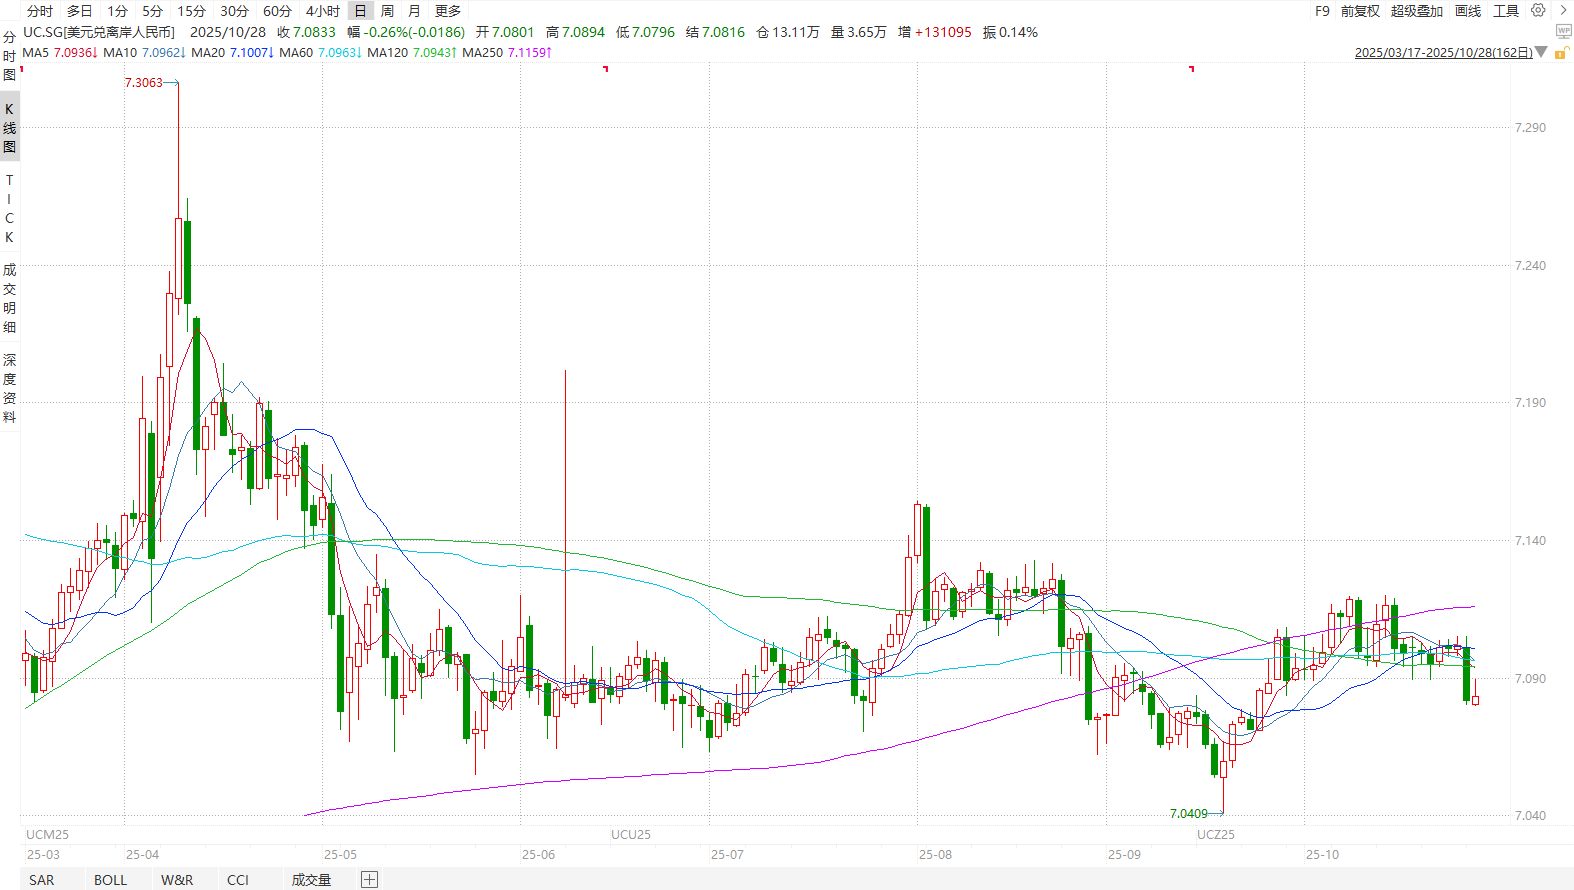 分时 多日 1分 5分 15分 30分 60分 4小时 日 周 月 更多 F9 前复权 超级叠加 画线 工具
UC.SG[美元兑离岸人民币] 2025/10/28 收7.0833 幅-0.26%(-0.0186) 开7.0801 高7.0894 低7.0796 结7.0816 仓13.11万 量3.65万 增+131095 振0.14%
MA5 7.0936↓ MA10 7.0962↓ MA20 7.1007↓ MA60 7.0963↓ MA120 7.0943↑ MA250 7.1159↑ 2025/03/17-2025/10/28(162日)
WP
分时图
K线图
TICK
成交明细
深度资料
7.3063
7.290
7.240
7.190
7.140
7.090
7.0409
7.040
UCM25 UCU25 UCZ25
25-03 25-04 25-05 25-06 25-07 25-08 25-09 25-10
SAR BOLL W&R CCI 成交量